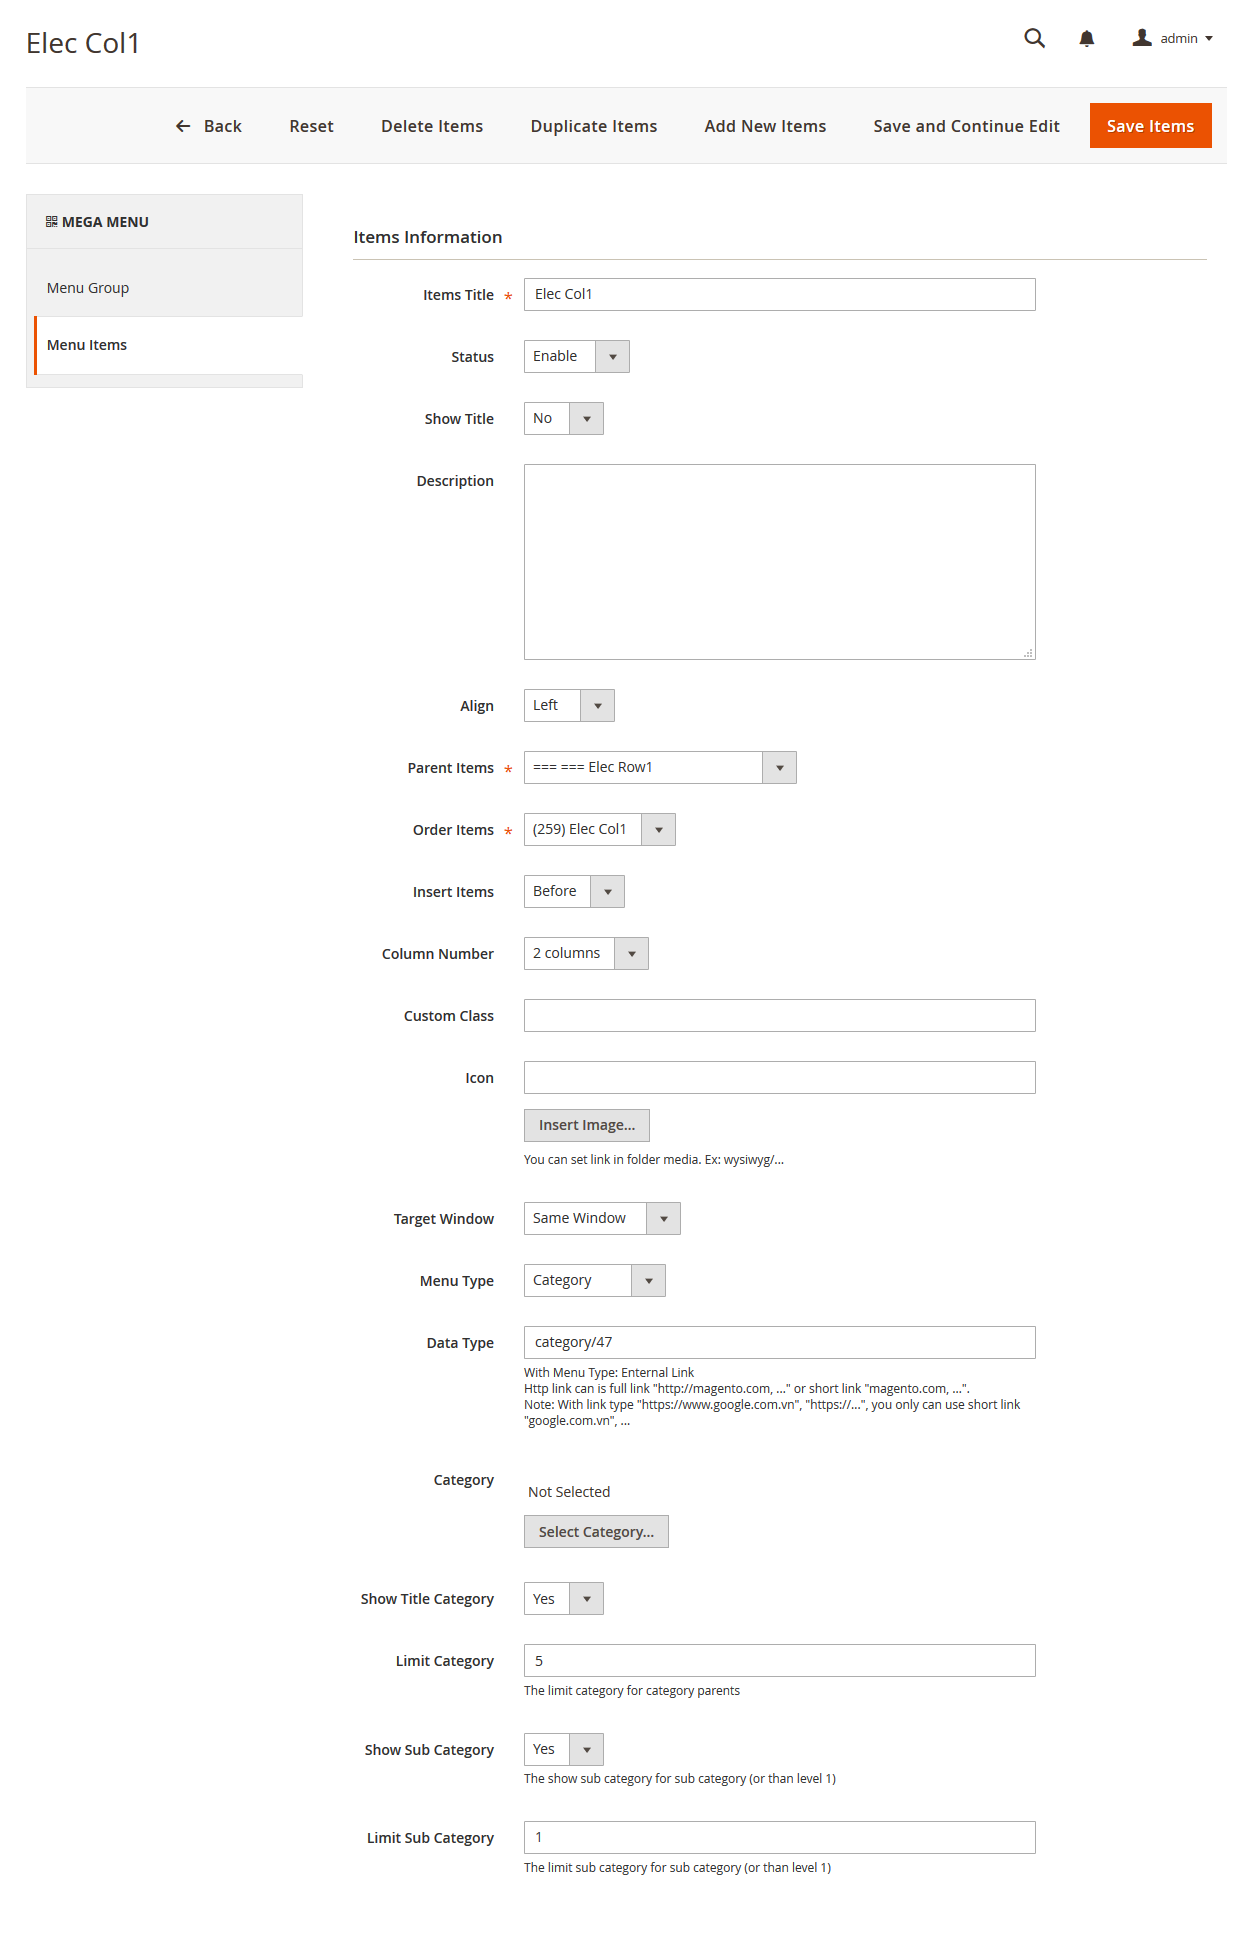 Elec Col1
admin
Back Reset Delete Items Duplicate Items Add New Items Save and Continue Edit Save Items
MEGA MENU
Menu Group
Menu Items
Items Information
Items Title * Elec Col1
Status Enable
Show Title No
Description
Align Left
Parent Items * === === Elec Row1
Order Items * (259) Elec Col1
Insert Items Before
Column Number 2 columns
Custom Class
Icon
Insert Image...
You can set link in folder media. Ex: wysiwyg/...
Target Window Same Window
Menu Type Category
Data Type category/47
With Menu Type: Enternal Link
Http link can is full link "http://magento.com, ..." or short link "magento.com, ...".
Note: With link type "https://www.google.com.vn", "https://...", you only can use short link
"google.com.vn", ...
Category
Not Selected
Select Category...
Show Title Category Yes
Limit Category 5
The limit category for category parents
Show Sub Category Yes
The show sub category for sub category (or than level 1)
Limit Sub Category 1
The limit sub category for sub category (or than level 1)